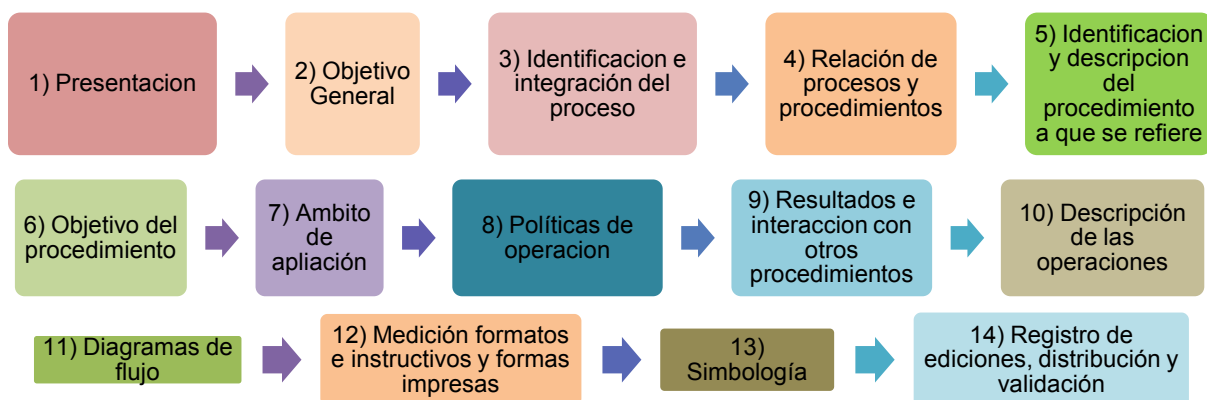 1) Presentacion
2) Objetivo
General
3) Identificacion e
integración del
proceso
4) Relación de
procesos y
procedimientos
5) Identificacion
y descripcion
del
procedimiento
a que se refiere
6) Objetivo del
procedimiento
7) Ambito
de
apliación
8) Políticas de
operacion
9) Resultados e
interaccion con
otros
procedimientos
10) Descripción
de las
operaciones
11) Diagramas de
flujo
12) Medición formatos
e instructivos y formas
impresas
13)
Simbología
14) Registro de
ediciones, distribución y
validación